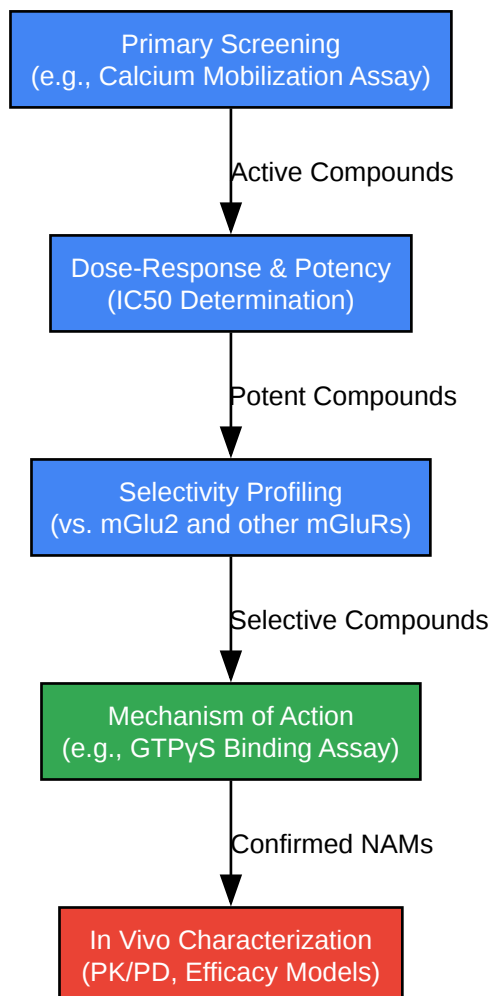 Primary Screening
(e.g., Calcium Mobilization Assay)
Active Compounds
Dose-Response & Potency
(IC50 Determination)
Potent Compounds
Selectivity Profiling
(vs. mGlu2 and other mGluRs)
Selective Compounds
Mechanism of Action
(e.g., GTPγS Binding Assay)
Confirmed NAMs
In Vivo Characterization
(PK/PD, Efficacy Models)